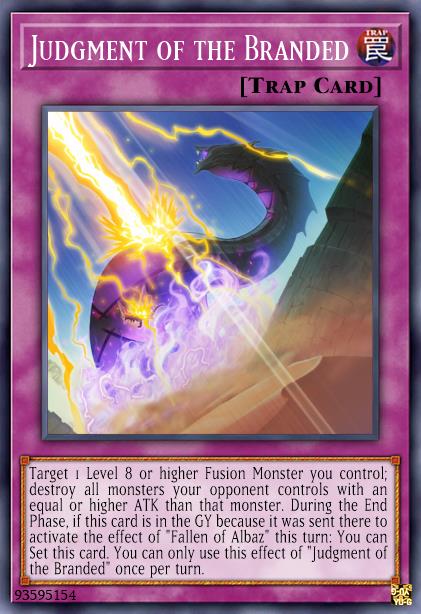 JUDGMENT OF THE BRANDED
TRAP
罠
[TRAP CARD]
Target 1 Level 8 or higher Fusion Monster you control;
destroy all monsters your opponent controls with an
equal or higher ATK than that monster. During the End
Phase, if this card is in the GY because it was sent there to
activate the effect of "Fallen of Albaz" this turn: You can
Set this card. You can only use this effect of "Judgment of
the Branded" once per turn.
93595154